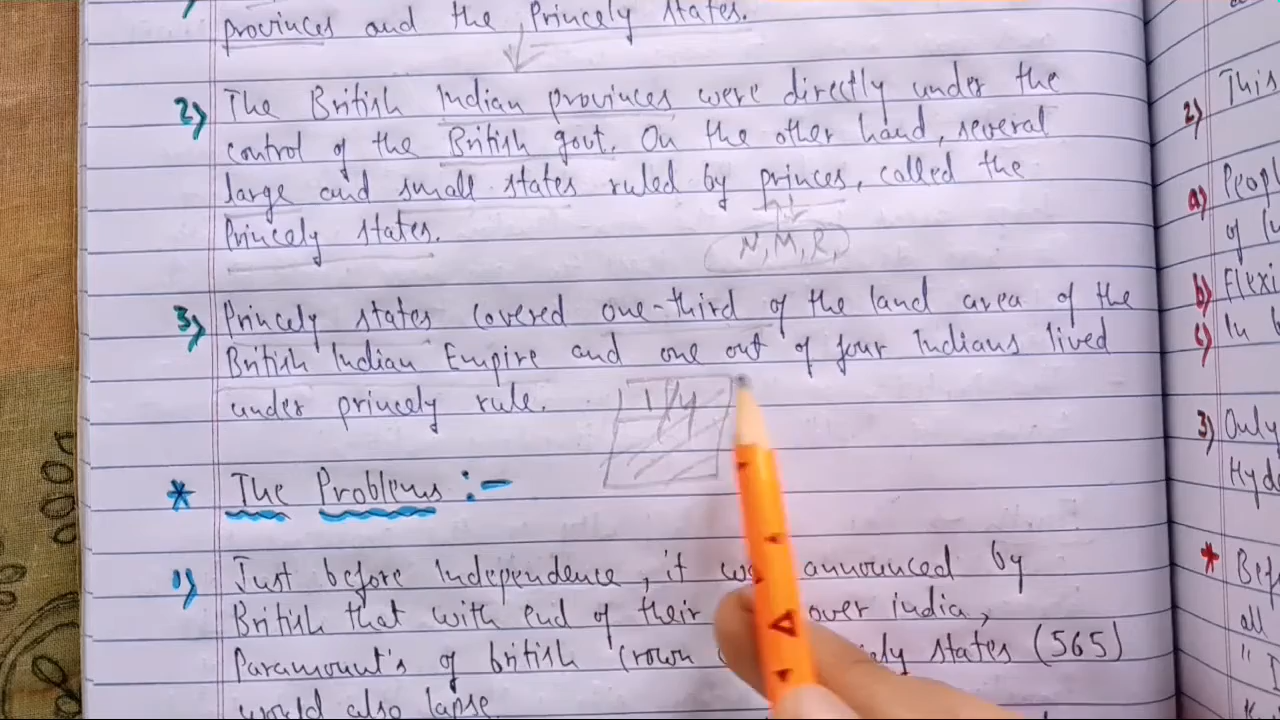 provinces and the Princely states.
2) The British Indian provinces were directly under the
control of the British govt. On the other hand, several
large and small states ruled by princes, called the
Princely states.
N, M, R,
3) Princely states covered one-third of the land area of the
British Indian Empire and one out of four Indians lived
under princely rule.
1/4
* The Problems :-
1) Just before Independence, it was announced by
British that with end of their over india,
Paramount's of british crown states (565)
would also lapse
2) This
a) Peopl
of
b) Flexi
c) In
3) Only
Hyd
* Bef
all
"I